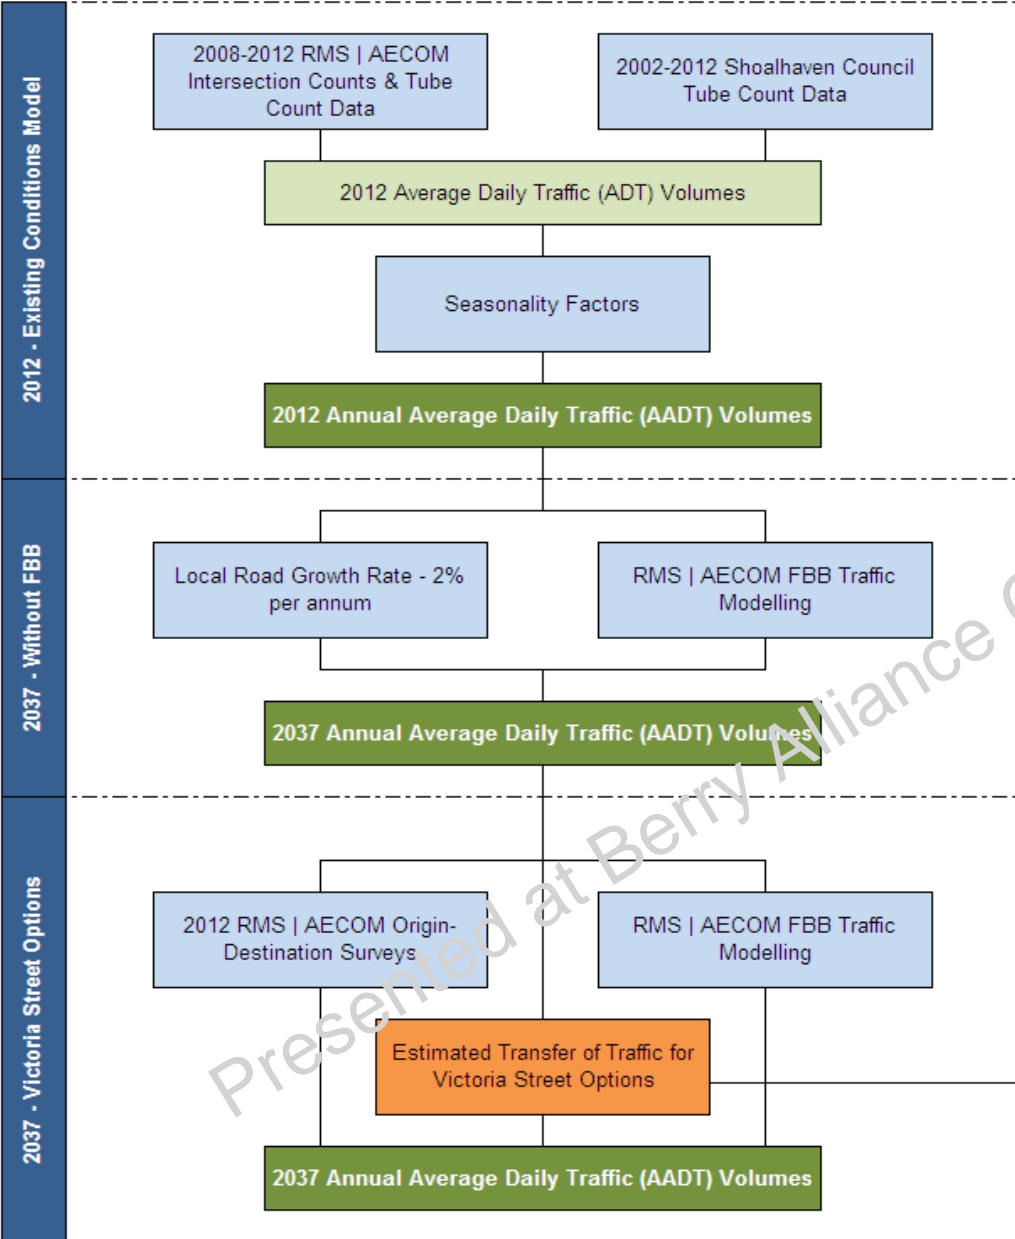 2012 - Existing Conditions Model
2008-2012 RMS | AECOM
Intersection Counts & Tube
Count Data
2002-2012 Shoalhaven Council
Tube Count Data
2012 Average Daily Traffic (ADT) Volumes
Seasonality Factors
2012 Annual Average Daily Traffic (AADT) Volumes
2037 - Without FBB
Local Road Growth Rate - 2%
per annum
RMS | AECOM FBB Traffic
Modelling
2037 Annual Average Daily Traffic (AADT) Volumes
2037 - Victoria Street Options
2012 RMS | AECOM Origin-
Destination Surveys
RMS | AECOM FBB Traffic
Modelling
Estimated Transfer of Traffic for
Victoria Street Options
2037 Annual Average Daily Traffic (AADT) Volumes
Presented at Berry Alliance